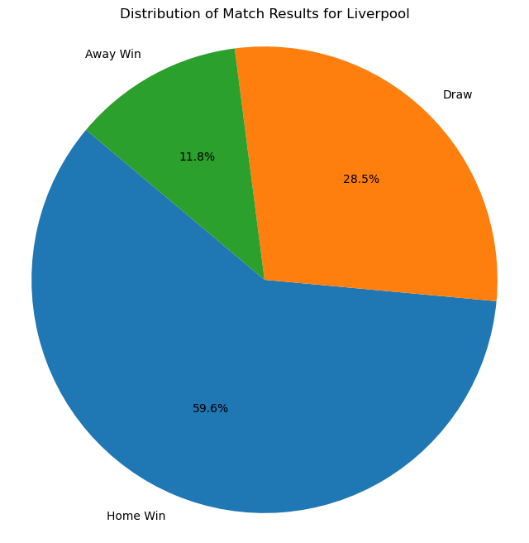 Distribution of Match Results for Liverpool
Away Win
Draw
11.8%
28.5%
59.6%
Home Win